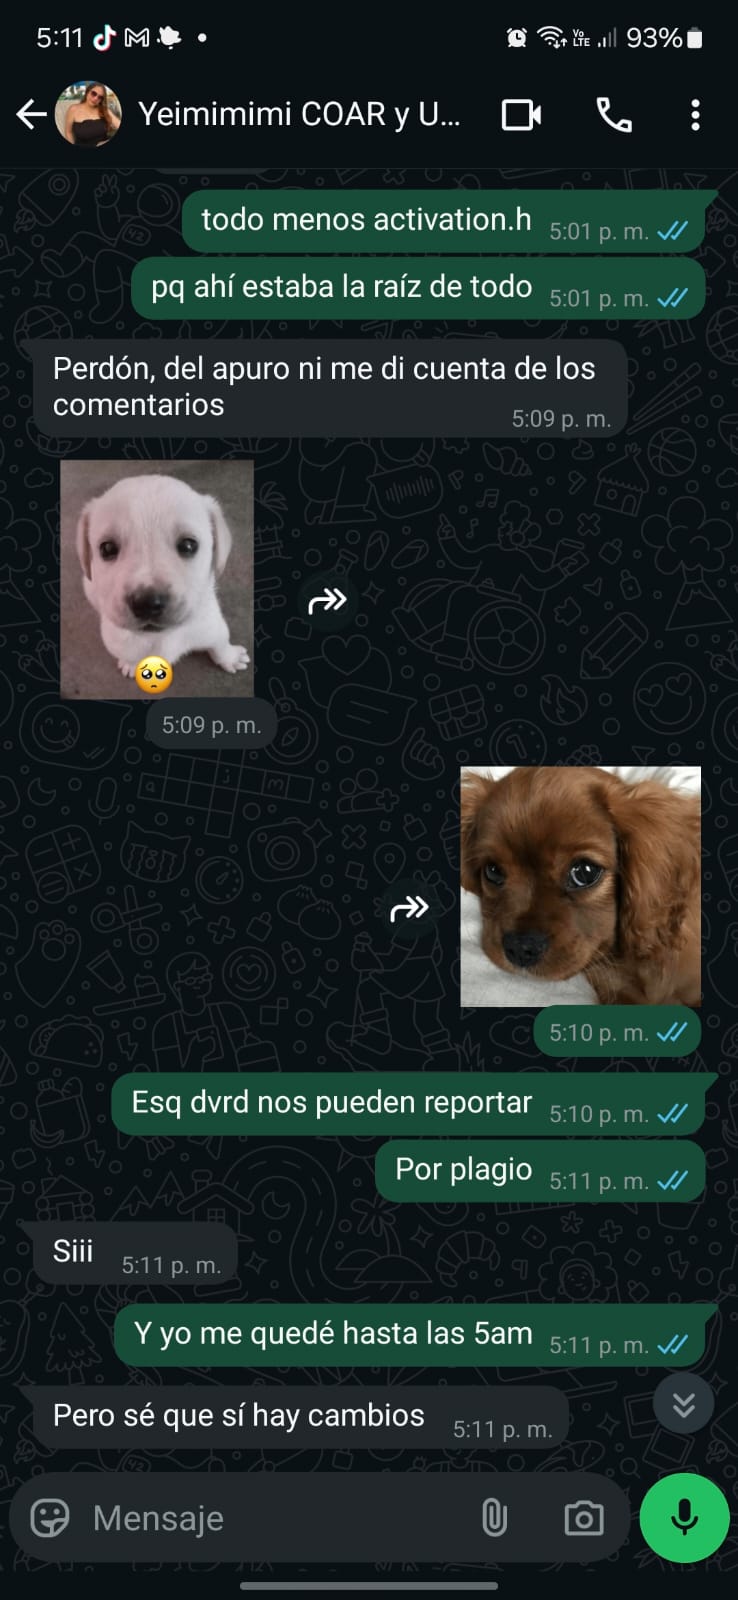 5:11
Vo
LTE
93%
Yeimimimi COAR y U...
todo menos activation.h
5:01 p. m.
pq ahí estaba la raíz de todo
5:01 p. m.
Perdón, del apuro ni me di cuenta de los
comentarios
5:09 p. m.
5:09 p. m.
5:10 p. m.
Esq dvrd nos pueden reportar
5:10 p. m.
Por plagio
5:11 p. m.
Siii
5:11 p. m.
Y yo me quedé hasta las 5am
5:11 p. m.
Pero sé que sí hay cambios
5:11 p. m.
Mensaje